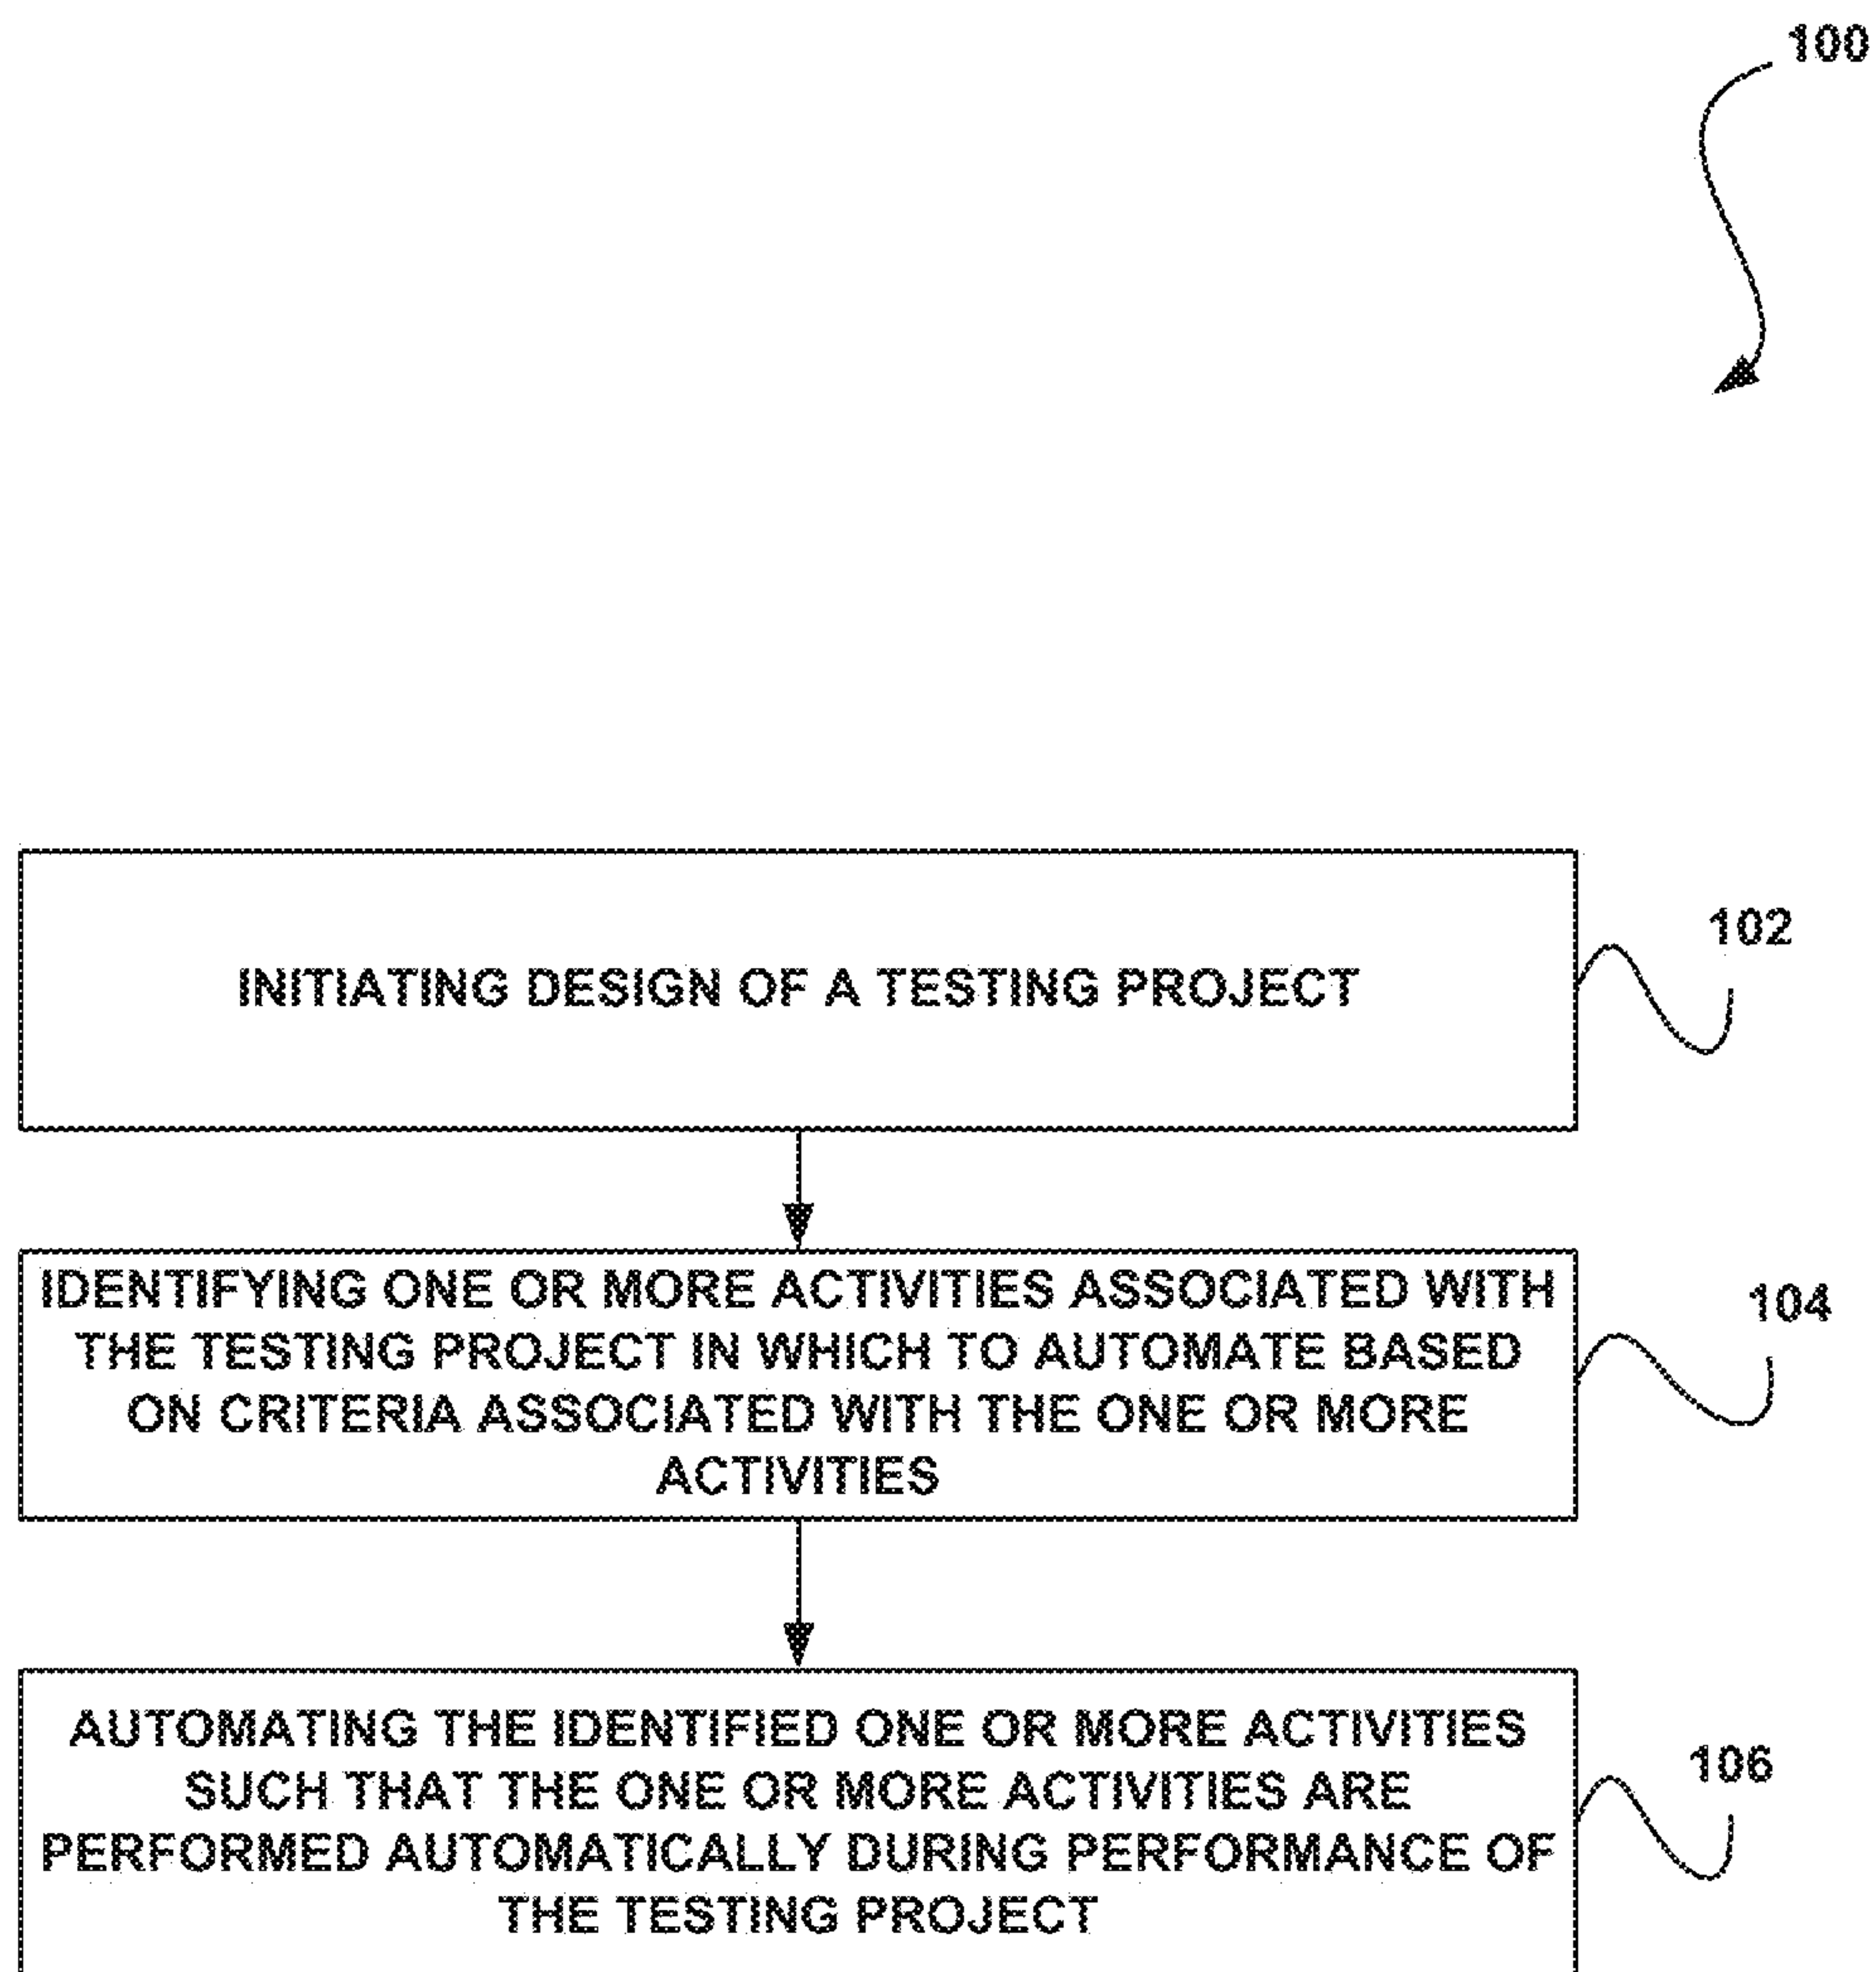 100
INITIATING DESIGN OF A TESTING PROJECT
102
IDENTIFYING ONE OR MORE ACTIVITIES ASSOCIATED WITH
THE TESTING PROJECT IN WHICH TO AUTOMATE BASED
ON CRITERIA ASSOCIATED WITH THE ONE OR MORE
ACTIVITIES
104
AUTOMATING THE IDENTIFIED ONE OR MORE ACTIVITIES
SUCH THAT THE ONE OR MORE ACTIVITIES ARE
PERFORMED AUTOMATICALLY DURING PERFORMANCE OF
THE TESTING PROJECT
106